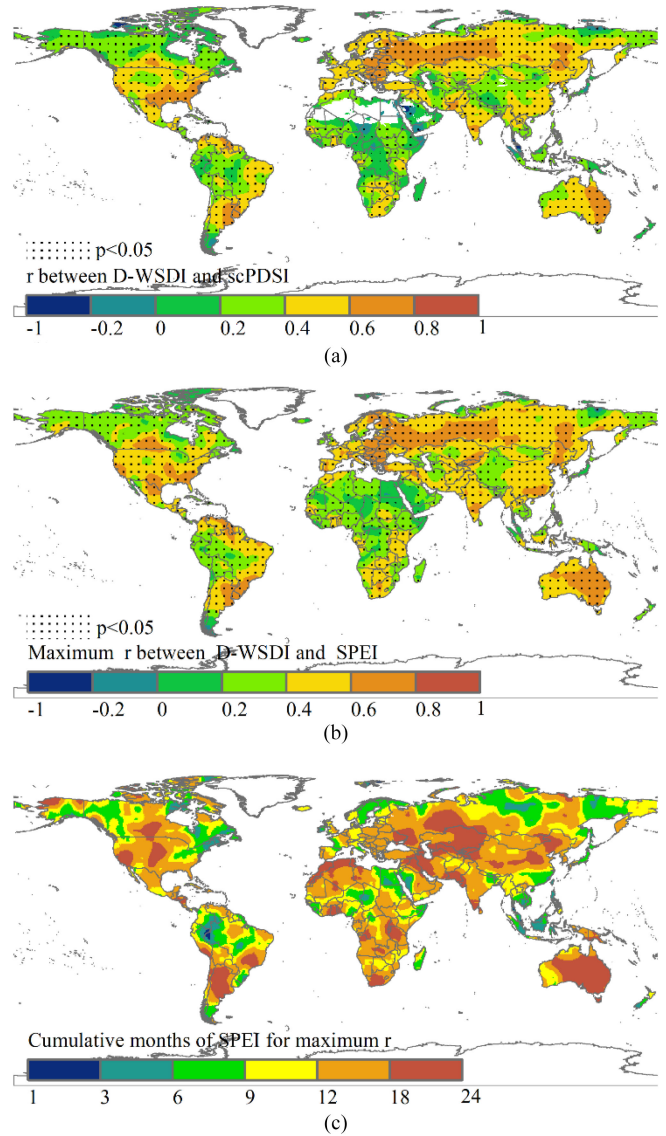 p<0.05
r between D-WSDI and scPDSI
-1 -0.2 0 0.2 0.4 0.6 0.8 1
(a)
p<0.05
Maximum r between D-WSDI and SPEI
-1 -0.2 0 0.2 0.4 0.6 0.8 1
(b)
Cumulative months of SPEI for maximum r
1 3 6 9 12 18 24
(c)